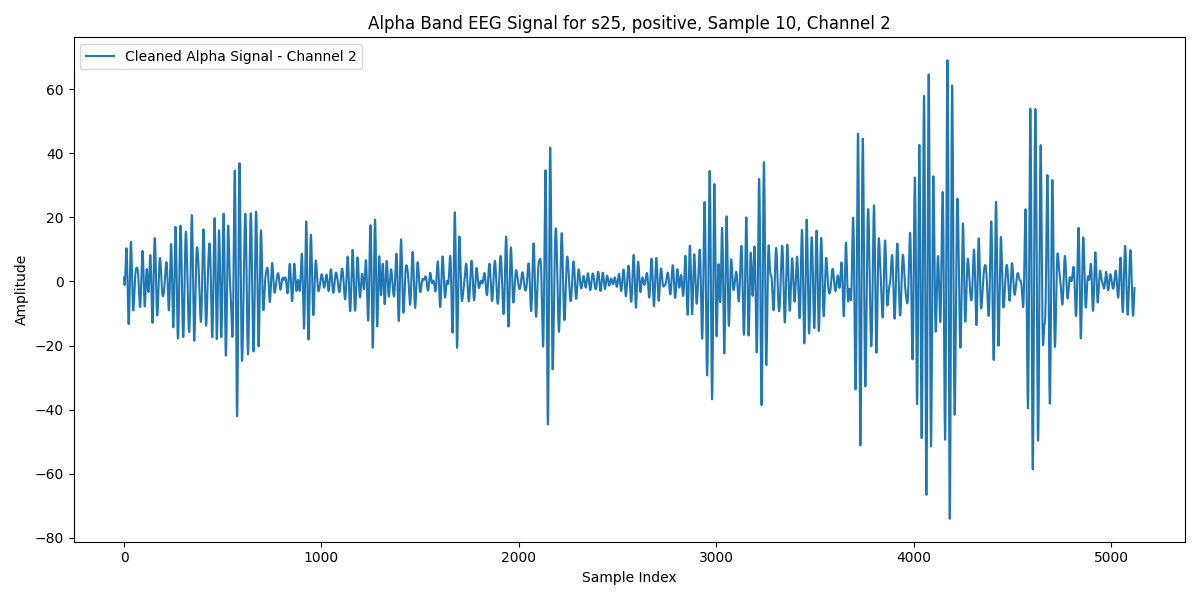 Alpha Band EEG Signal for s25, positive, Sample 10, Channel 2
Cleaned Alpha Signal - Channel 2
Amplitude
60
40
20
0
−20
−40
−60
−80
0 1000 2000 3000 4000 5000
Sample Index